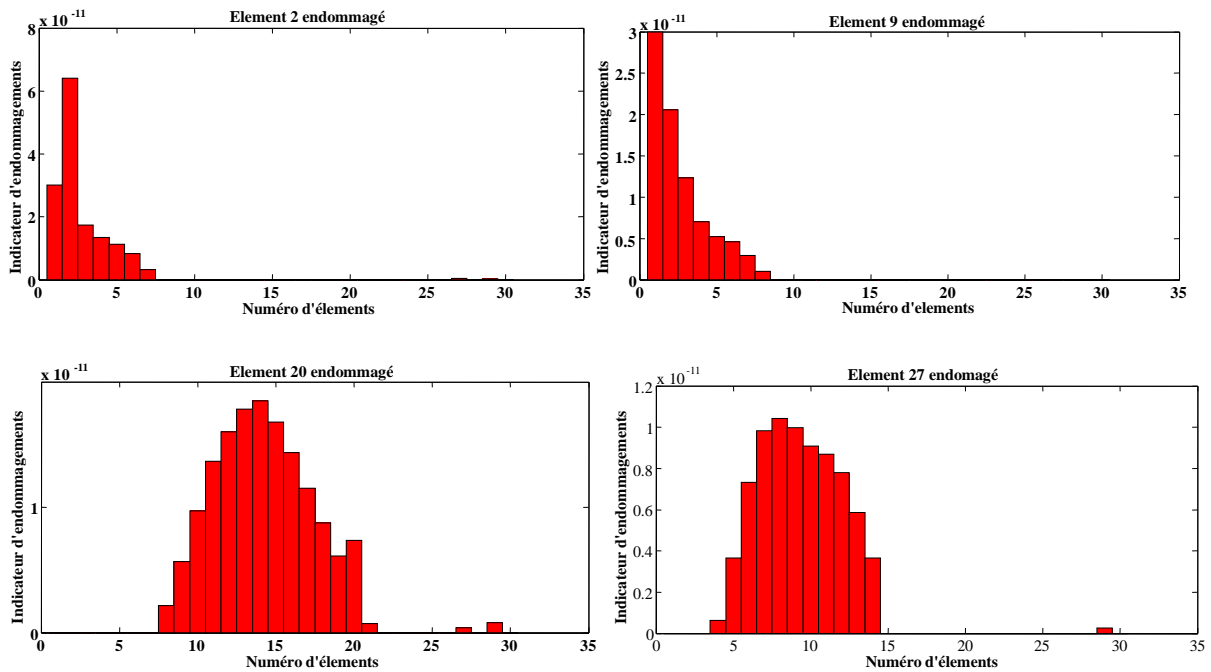 Element 2 endommagé
x 10 -11
8
6
4
2
0
Indicateur d'endommagements
0 5 10 15 20 25 30 35
Numéro d'élements
Element 9 endommagé
x 10 -11
3
2.5
2
1.5
1
0.5
0
Indicateur d'endommagements
0 5 10 15 20 25 30 35
Numéro d'elements
Element 20 endommagé
x 10 -11
1
0
Indicateur d'endommagements
0 5 10 15 20 25 30 35
Numéro d'élements
Element 27 endomagé
x 10 -11
1.2
1
0.8
0.6
0.4
0.2
0
Indicateur d'endommagements
0 5 10 15 20 25 30 35
Numéro d'élements